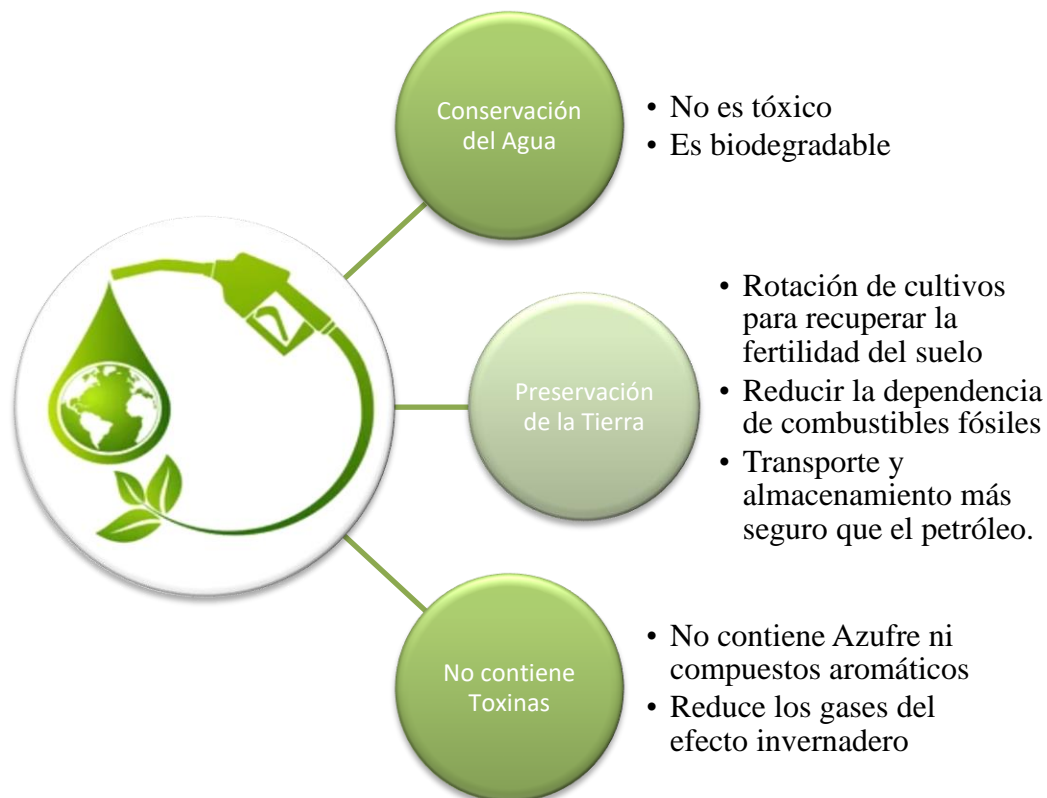 Conservación
del Agua
• No es tóxico
• Es biodegradable
Preservación
de la Tierra
• Rotación de cultivos
para recuperar la
fertilidad del suelo
• Reducir la dependencia
de combustibles fósiles
• Transporte y
almacenamiento más
seguro que el petróleo.
No contiene
Toxinas
• No contiene Azufre ni
compuestos aromáticos
• Reduce los gases del
efecto invernadero